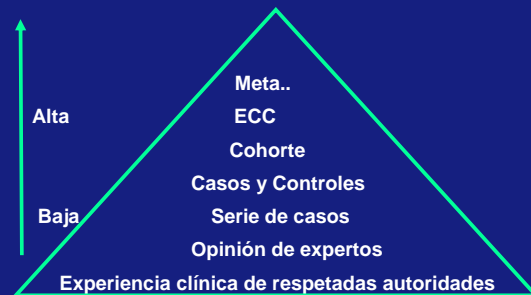 Meta..
Alta ECC
Cohorte
Casos y Controles
Baja Serie de casos
Opinión de expertos
Experiencia clínica de respetadas autoridades